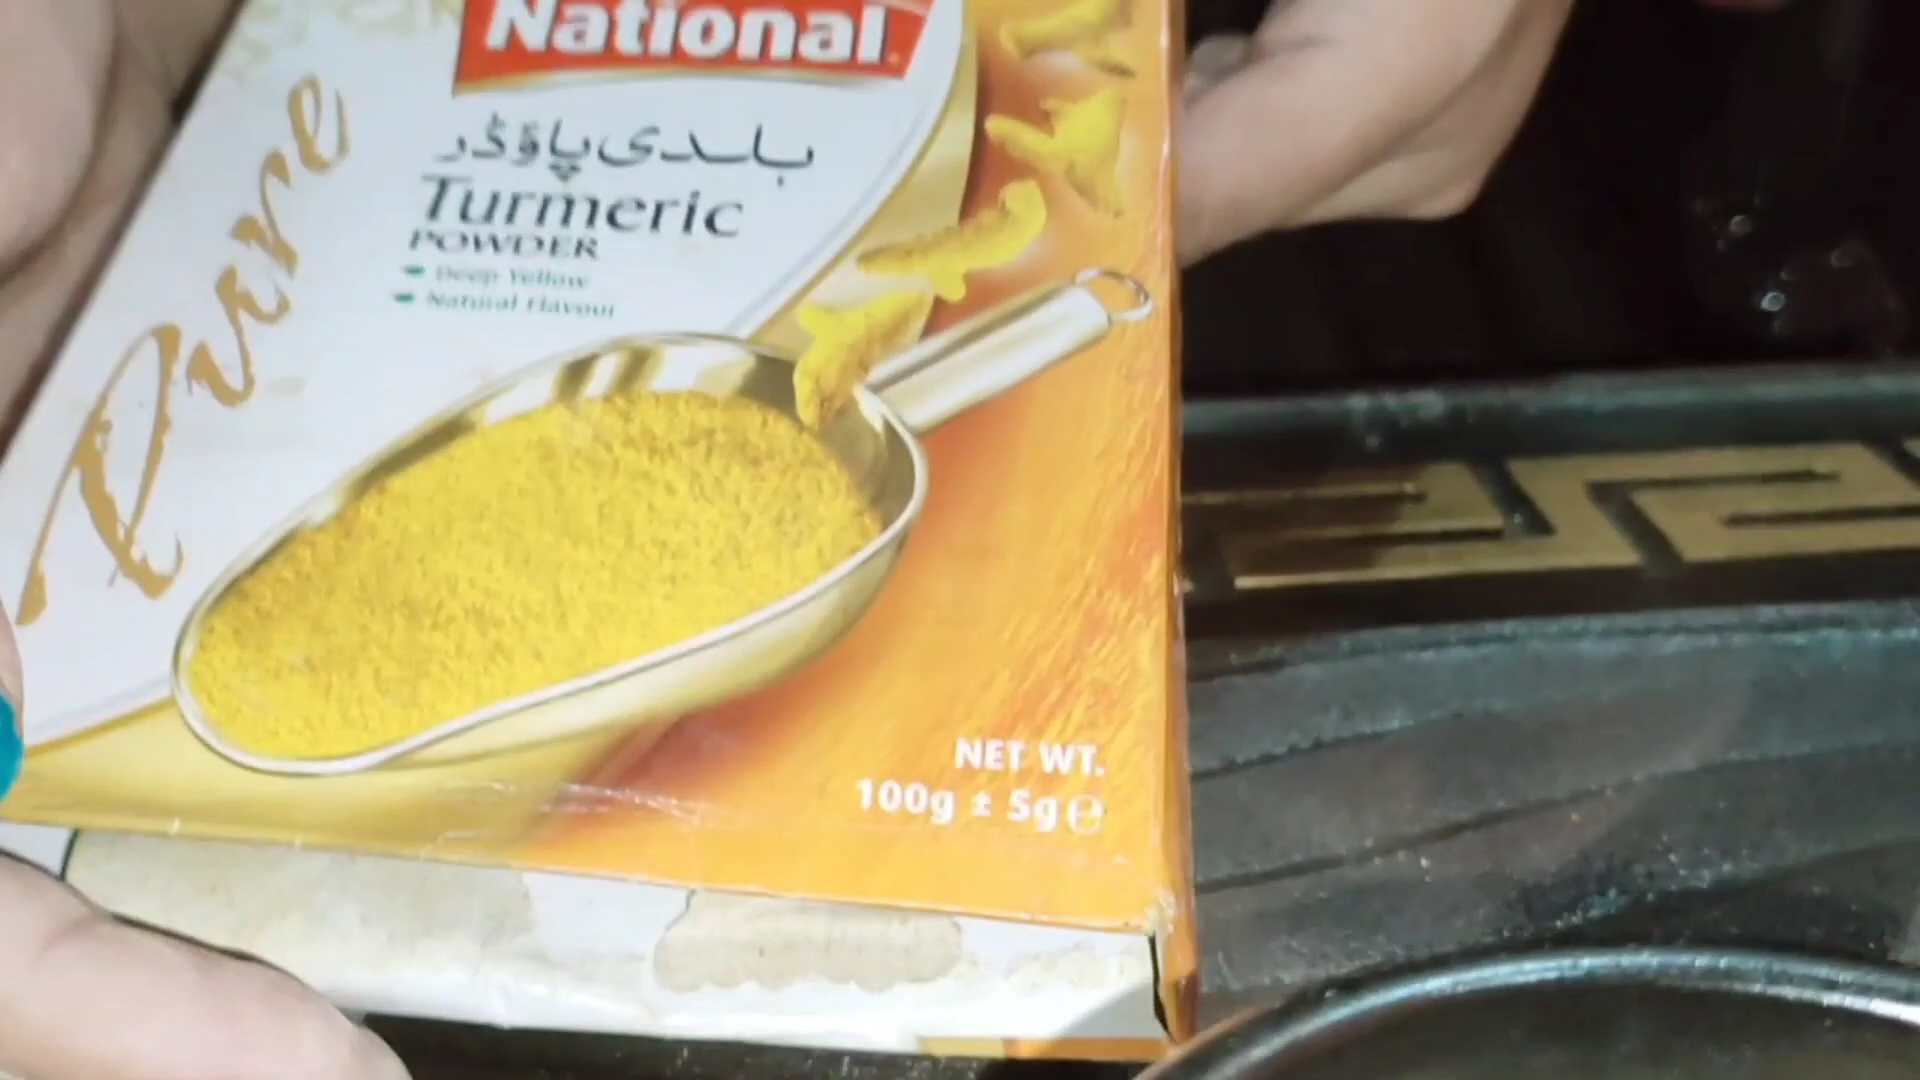 National
ہلدی پاؤڈر
Turmeric
POWDER
Deep Yellow
Natural Flavour
Pure
NET WT.
100g ± 5g ℮